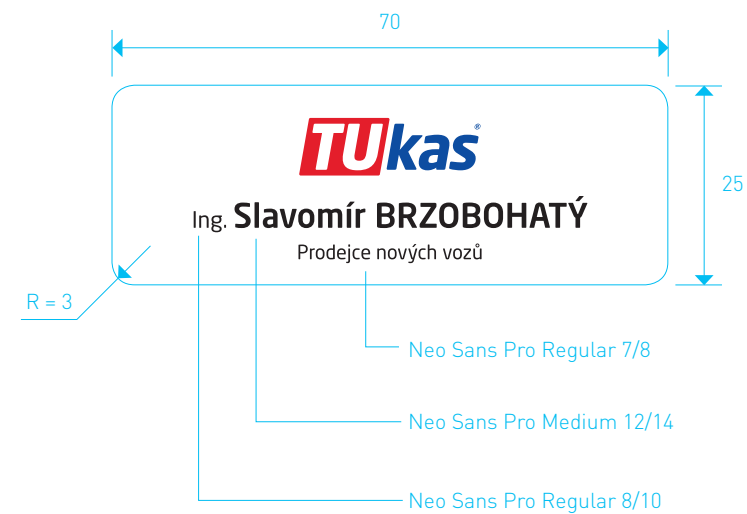 70
TUkas®
25
Ing. Slavomír BRZOBOHATÝ
Prodejce nových vozů
R = 3
Neo Sans Pro Regular 7/8
Neo Sans Pro Medium 12/14
Neo Sans Pro Regular 8/10